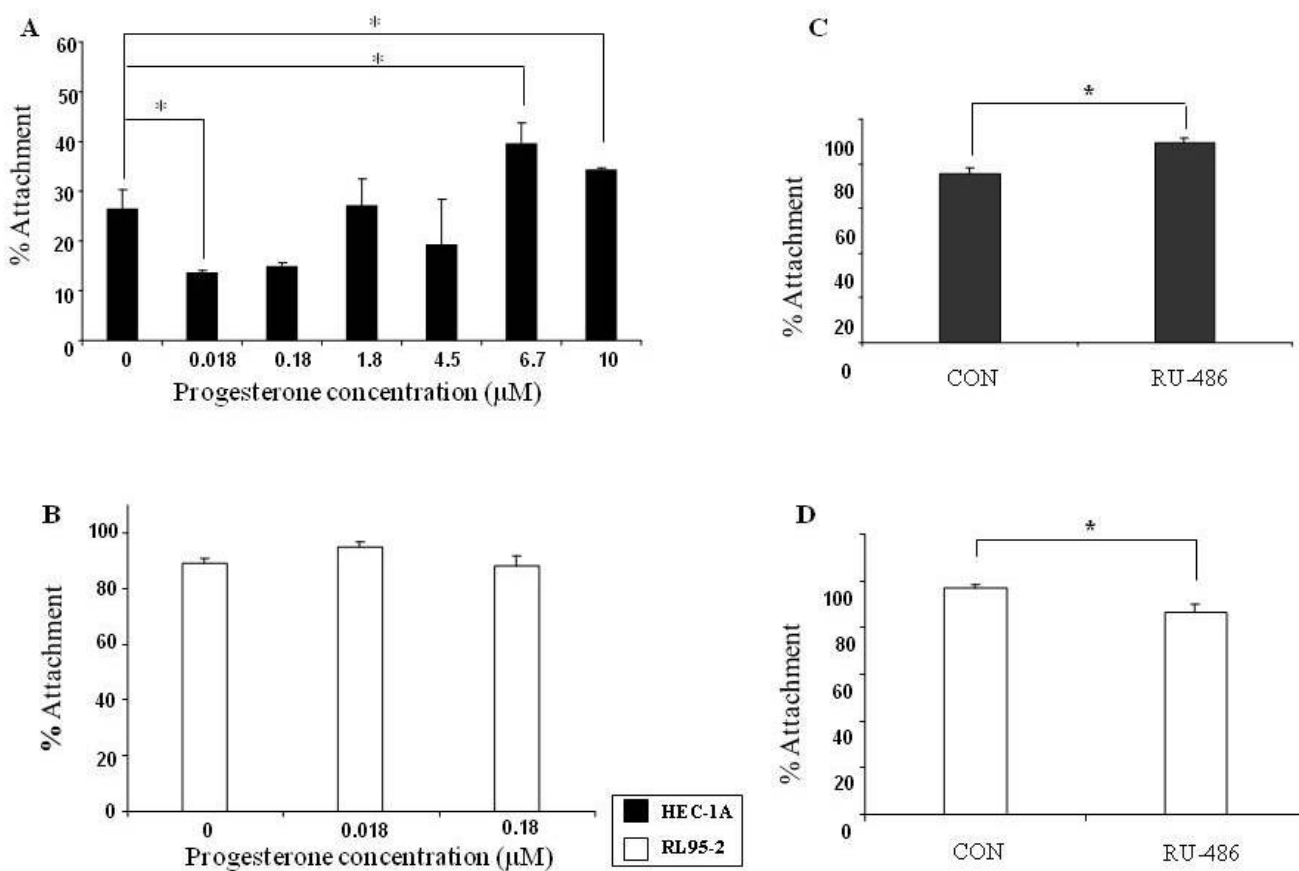 A
% Attachment
60
50
40
30
20
10
0
*
*
*
0 0.018 0.18 1.8 4.5 6.7 10
Progesterone concentration (µM)
C
% Attachment
100
80
60
40
20
0
*
CON RU-486
B
% Attachment
100
80
60
40
20
0
0 0.018 0.18
Progesterone concentration (µM)
HEC-1A
RL95-2
D
% Attachment
100
80
60
40
20
0
*
CON RU-486